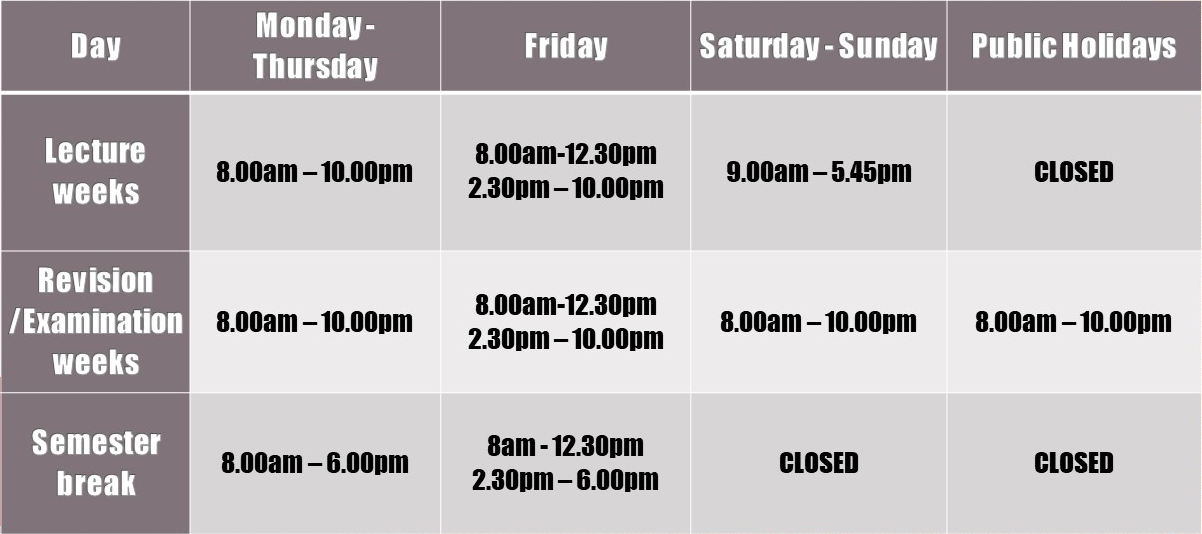 Day
Monday -
Thursday
Friday
Saturday - Sunday
Public Holidays
Lecture
weeks
8.00am – 10.00pm
8.00am-12.30pm
2.30pm – 10.00pm
9.00am – 5.45pm
CLOSED
Revision
/Examination
weeks
8.00am – 10.00pm
8.00am-12.30pm
2.30pm – 10.00pm
8.00am – 10.00pm
8.00am – 10.00pm
Semester
break
8.00am – 6.00pm
8am - 12.30pm
2.30pm – 6.00pm
CLOSED
CLOSED